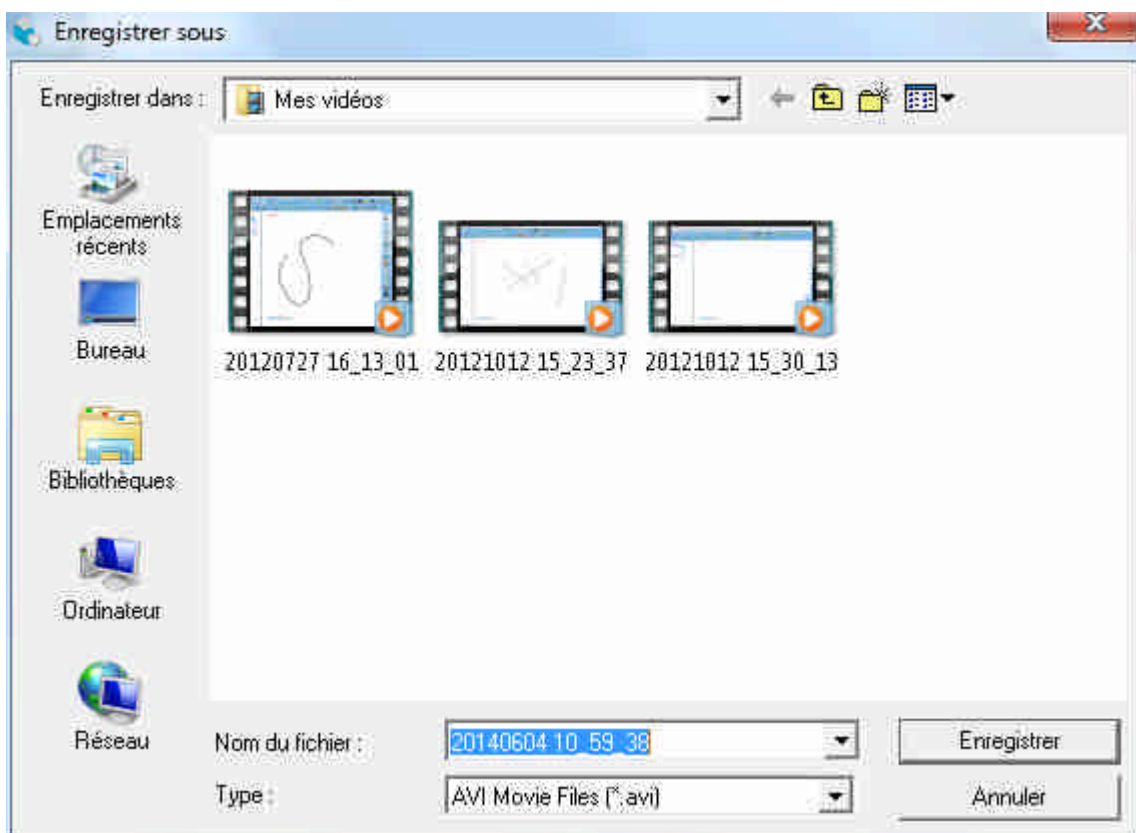 Enregistrer sous
Enregistrer dans :
Mes vidéos
Emplacements
récents
Bureau
Bibliothèques
Ordinateur
Réseau
20120727 16_13_01
20121012 15_23_37
20121012 15_30_13
Nom du fichier :
20140604 10_59_38
Enregistrer
Type :
AVI Movie Files (*.avi)
Annuler